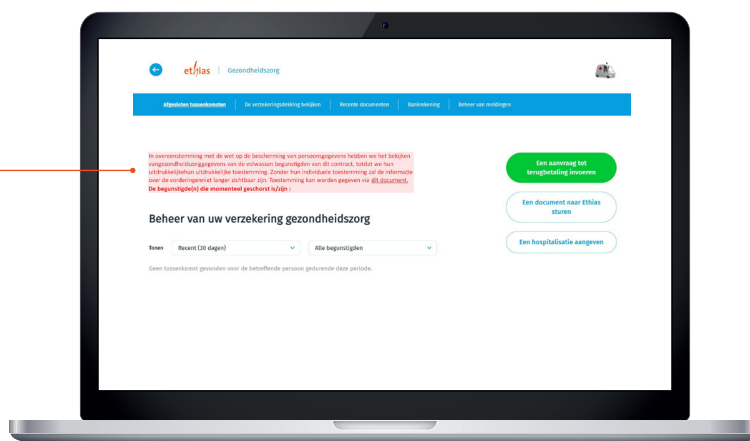 ethias | Gezondheidszorg
Afgesloten tussenkomsten | De verzekeringsdekking bekijken | Recente documenten | Bankrekening | Beheer van meldingen
In overeenstemming met de wet op de bescherming van persoonsgegevens hebben we het bekijken
vangezondheidszorggegevens van de volwassen begunstigden van dit contract, totdat we hun
uitdrukkelijkehun uitdrukkelijke toestemming. Zonder hun individuele toestemming zal de informatie
over de vorderingenniet langer zichtbaar zijn. Toestemming kan worden gegeven via dit document.
De begunstigde(n) die momenteel geschorst is/zijn :
Een aanvraag tot
terugbetaling invoeren
Een document naar Ethias
sturen
Een hospitalisatie aangeven
Beheer van uw verzekering gezondheidszorg
Tonen Recent (30 dagen) Alle begunstigden
Geen tussenkomst gevonden voor de betreffende persoon gedurende deze periode.